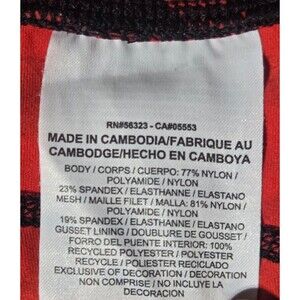 RN#56323 - CA#05553
MADE IN CAMBODIA/FABRIQUE AU
CAMBODGE/HECHO EN CAMBOYA
BODY / CORPS / CUERPO: 77% NYLON /
POLYAMIDE / NYLON
23% SPANDEX / ELASTHANNE / ELASTANO
MESH / MAILLE FILET / MALLA: 81% NYLON /
POLYAMIDE / NYLON
19% SPANDEX / ELASTHANNE / ELASTANO
GUSSET LINING / DOUBLURE DE GOUSSET /
FORRO DEL PUENTE INTERIOR: 100%
RECYCLED POLYESTER / POLYESTER
RECYCLE / POLIÉSTER RECICLADO
EXCLUSIVE OF DECORATION / DECORATION
NON COMPRISE / NO INCLUYE LA
DECORACION